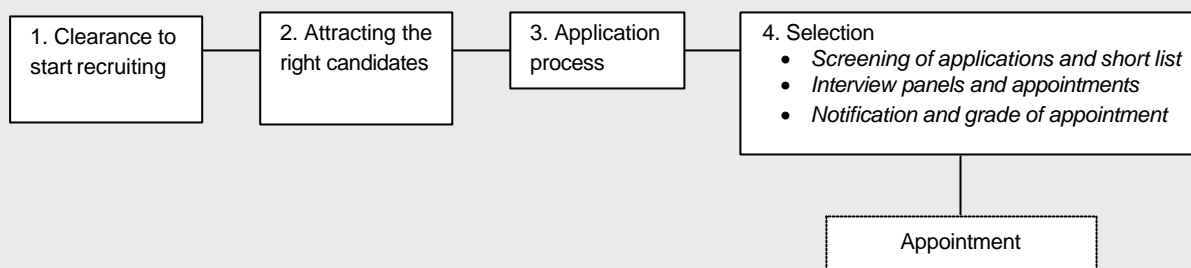 1. Clearance to
start recruiting
2. Attracting the
right candidates
3. Application
process
4. Selection
• Screening of applications and short list
• Interview panels and appointments
• Notification and grade of appointment
Appointment